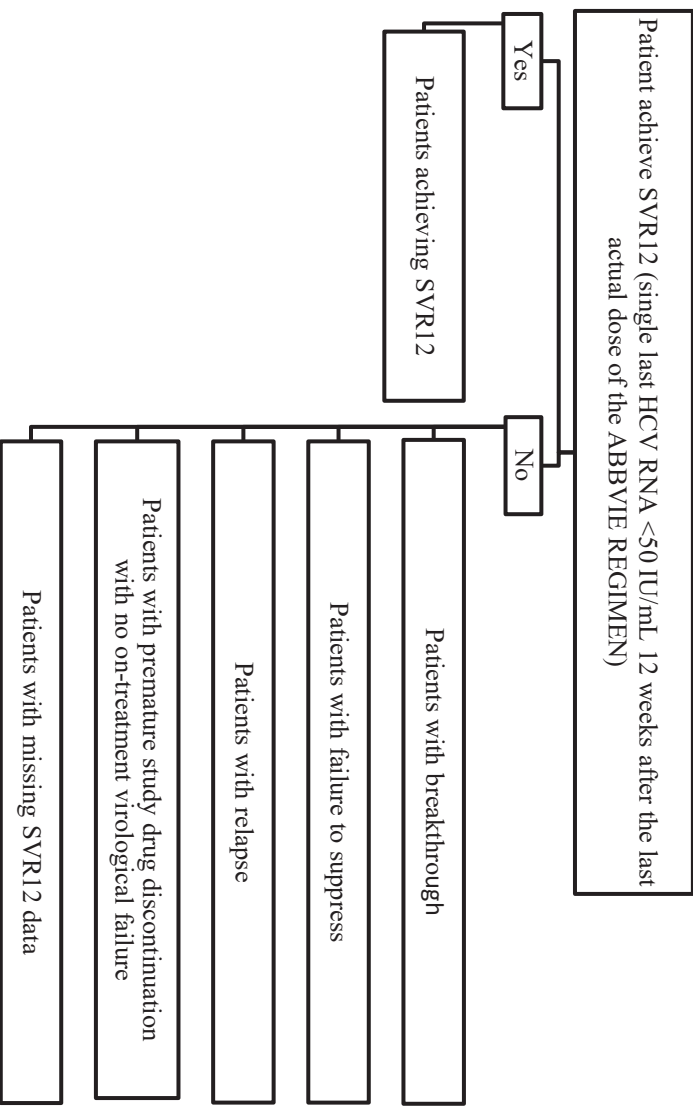 Patient achieve SVR12 (single last HCV RNA <50 IU/mL 12 weeks after the last
actual dose of the ABBVIE REGIMEN)
Yes
Patients achieving SVR12
No
Patients with breakthrough
Patients with failure to suppress
Patients with relapse
Patients with premature study drug discontinuation
with no on-treatment virological failure
Patients with missing SVR12 data